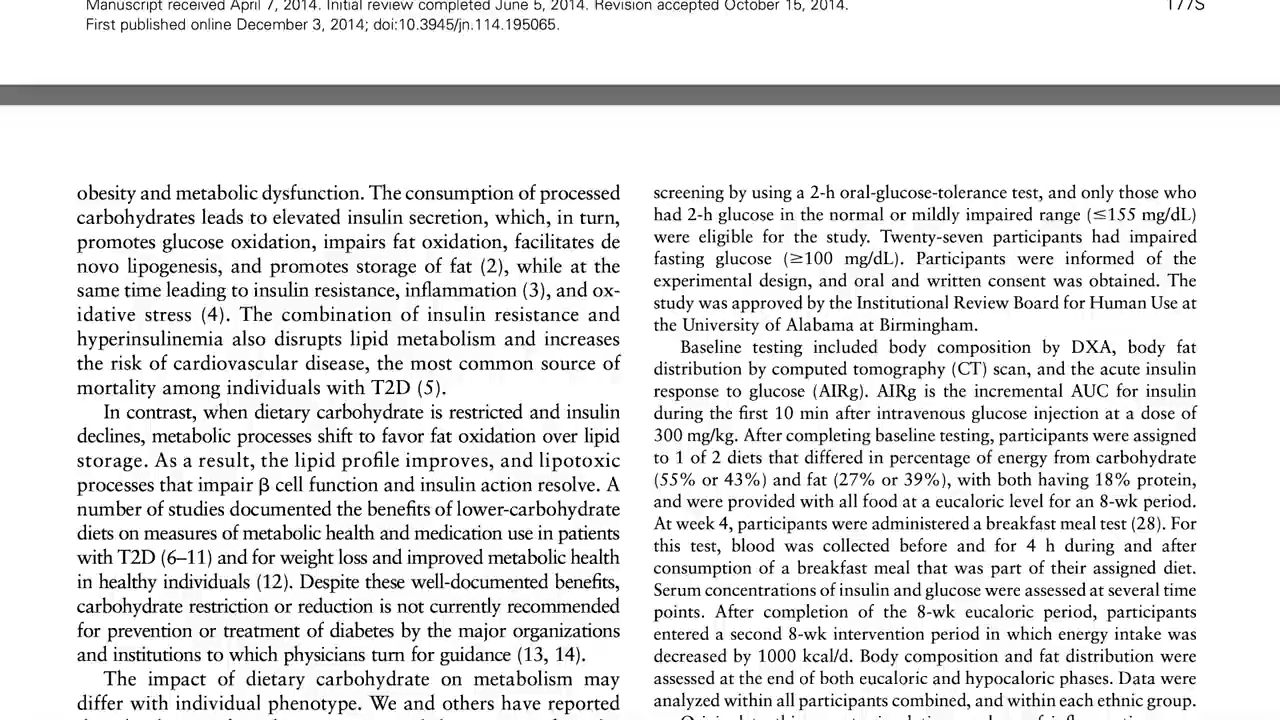 Manuscript received April 7, 2014. Initial review completed June 5, 2014. Revision accepted October 15, 2014.
177S
First published online December 3, 2014; doi:10.3945/jn.114.195065.
obesity and metabolic dysfunction. The consumption of processed
carbohydrates leads to elevated insulin secretion, which, in turn,
promotes glucose oxidation, impairs fat oxidation, facilitates de
novo lipogenesis, and promotes storage of fat (2), while at the
same time leading to insulin resistance, inflammation (3), and ox-
idative stress (4). The combination of insulin resistance and
hyperinsulinemia also disrupts lipid metabolism and increases
the risk of cardiovascular disease, the most common source of
mortality among individuals with T2D (5).
In contrast, when dietary carbohydrate is restricted and insulin
declines, metabolic processes shift to favor fat oxidation over lipid
storage. As a result, the lipid profile improves, and lipotoxic
processes that impair β cell function and insulin action resolve. A
number of studies documented the benefits of lower-carbohydrate
diets on measures of metabolic health and medication use in patients
with T2D (6–11) and for weight loss and improved metabolic health
in healthy individuals (12). Despite these well-documented benefits,
carbohydrate restriction or reduction is not currently recommended
for prevention or treatment of diabetes by the major organizations
and institutions to which physicians turn for guidance (13, 14).
The impact of dietary carbohydrate on metabolism may
differ with individual phenotype. We and others have reported
screening by using a 2-h oral-glucose-tolerance test, and only those who
had 2-h glucose in the normal or mildly impaired range (≤155 mg/dL)
were eligible for the study. Twenty-seven participants had impaired
fasting glucose (≥100 mg/dL). Participants were informed of the
experimental design, and oral and written consent was obtained. The
study was approved by the Institutional Review Board for Human Use at
the University of Alabama at Birmingham.
Baseline testing included body composition by DXA, body fat
distribution by computed tomography (CT) scan, and the acute insulin
response to glucose (AIRg). AIRg is the incremental AUC for insulin
during the first 10 min after intravenous glucose injection at a dose of
300 mg/kg. After completing baseline testing, participants were assigned
to 1 of 2 diets that differed in percentage of energy from carbohydrate
(55% or 43%) and fat (27% or 39%), with both having 18% protein,
and were provided with all food at a eucaloric level for an 8-wk period.
At week 4, participants were administered a breakfast meal test (28). For
this test, blood was collected before and for 4 h during and after
consumption of a breakfast meal that was part of their assigned diet.
Serum concentrations of insulin and glucose were assessed at several time
points. After completion of the 8-wk eucaloric period, participants
entered a second 8-wk intervention period in which energy intake was
decreased by 1000 kcal/d. Body composition and fat distribution were
assessed at the end of both eucaloric and hypocaloric phases. Data were
analyzed within all participants combined, and within each ethnic group.